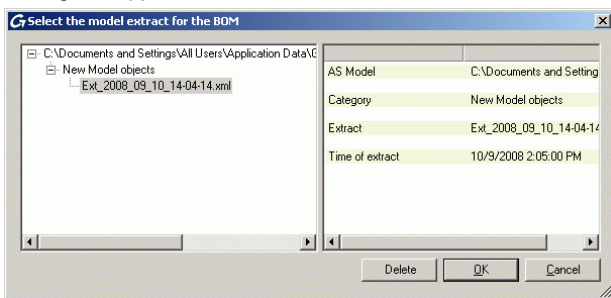 Select the model extract for the BOM
C:\Documents and Settings\All Users\Application Data\G
New Model objects
Ext_2008_09_10_14-04-14.xml
AS Model C:\Documents and Setting
Category New Model objects
Extract Ext_2008_09_10_14-04-14
Time of extract 10/9/2008 2:05:00 PM
Delete OK Cancel